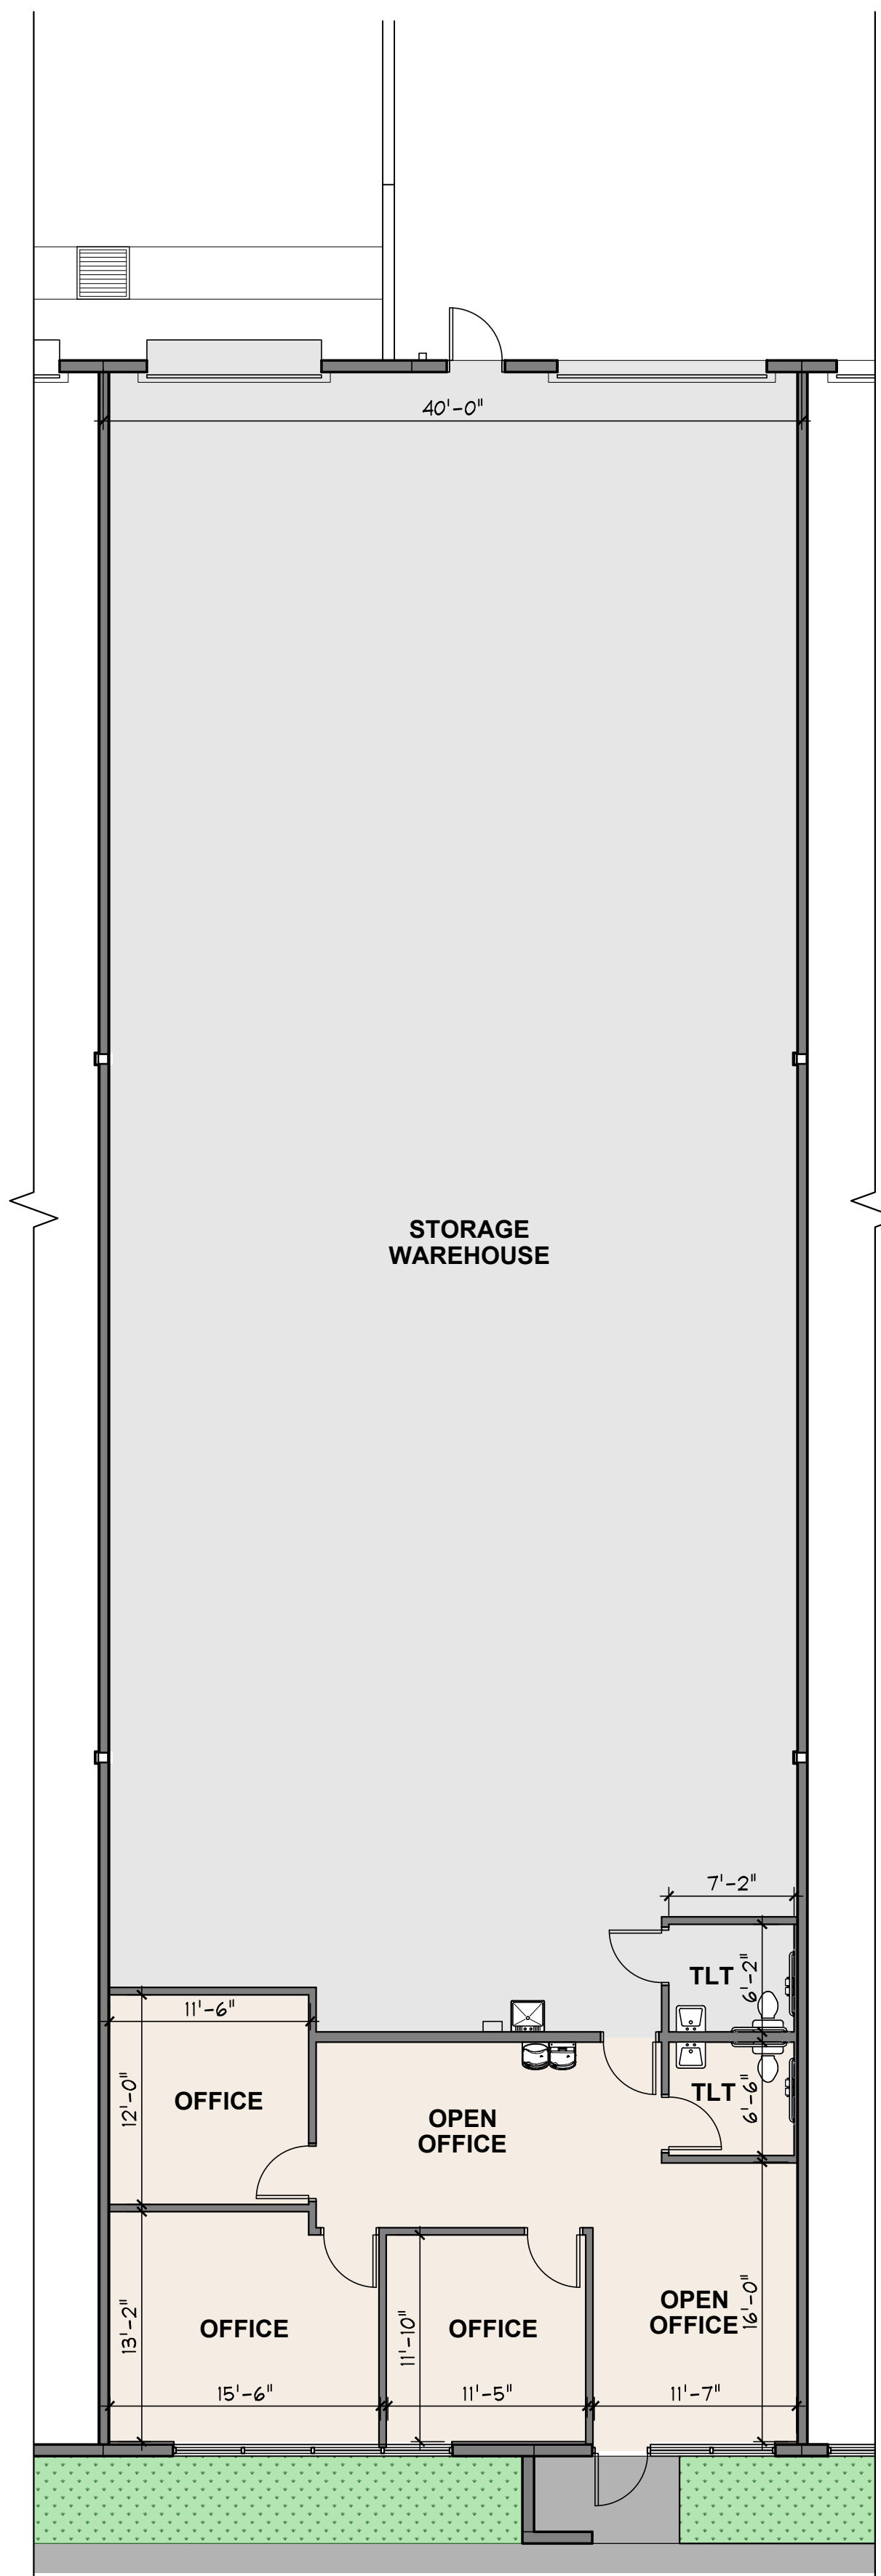 40'-0"
STORAGE
WAREHOUSE
7'-2"
TLT
6'-2"
11'-6"
12'-0"
OFFICE
TLT
6'-6"
OPEN
OFFICE
13'-2"
OFFICE
11'-10"
OFFICE
OPEN
OFFICE
16'-0"
15'-6"
11'-5"
11'-7"